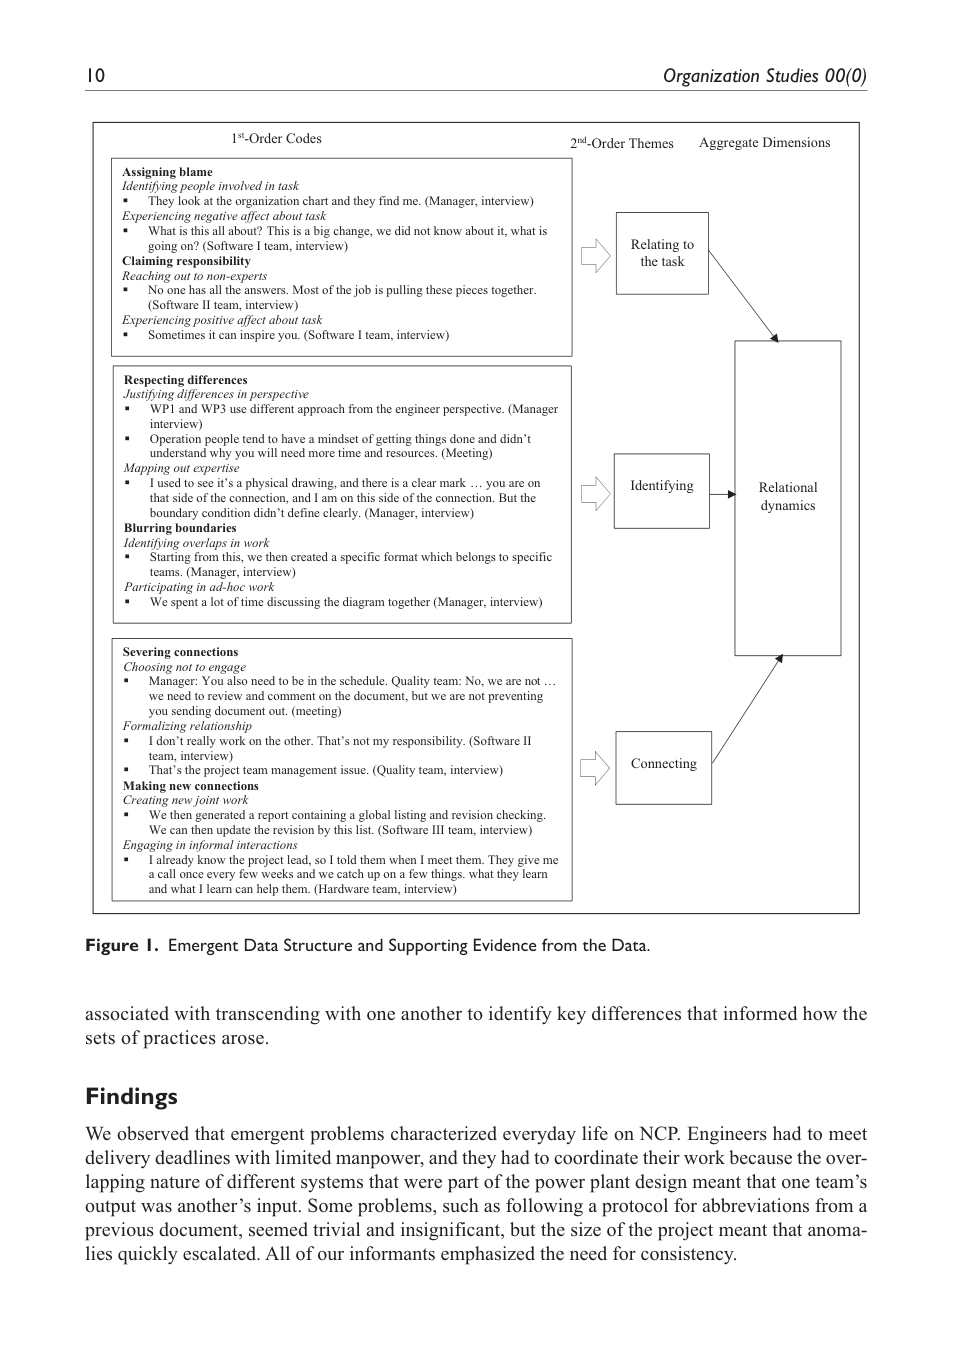 10
Organization Studies 00(0)
1st-Order Codes
2nd-Order Themes
Aggregate Dimensions
Assigning blame
Identifying people involved in task
▪ They look at the organization chart and they find me. (Manager, interview)
Experiencing negative affect about task
▪ What is this all about? This is a big change, we did not know about it, what is
going on? (Software I team, interview)
Claiming responsibility
Reaching out to non-experts
▪ No one has all the answers. Most of the job is pulling these pieces together.
(Software II team, interview)
Experiencing positive affect about task
▪ Sometimes it can inspire you. (Software I team, interview)
Relating to
the task
Respecting differences
Justifying differences in perspective
▪ WP1 and WP3 use different approach from the engineer perspective. (Manager
interview)
▪ Operation people tend to have a mindset of getting things done and didn’t
understand why you will need more time and resources. (Meeting)
Mapping out expertise
▪ I used to see it’s a physical drawing, and there is a clear mark … you are on
that side of the connection, and I am on this side of the connection. But the
boundary condition didn’t define clearly. (Manager, interview)
Blurring boundaries
Identifying overlaps in work
▪ Starting from this, we then created a specific format which belongs to specific
teams. (Manager, interview)
Participating in ad-hoc work
▪ We spent a lot of time discussing the diagram together (Manager, interview)
Identifying
Relational
dynamics
Severing connections
Choosing not to engage
▪ Manager: You also need to be in the schedule. Quality team: No, we are not …
we need to review and comment on the document, but we are not preventing
you sending document out. (meeting)
Formalizing relationship
▪ I don’t really work on the other. That’s not my responsibility. (Software II
team, interview)
▪ That’s the project team management issue. (Quality team, interview)
Making new connections
Creating new joint work
▪ We then generated a report containing a global listing and revision checking.
We can then update the revision by this list. (Software III team, interview)
Engaging in informal interactions
▪ I already know the project lead, so I told them when I meet them. They give me
a call once every few weeks and we catch up on a few things. what they learn
and what I learn can help them. (Hardware team, interview)
Connecting
Figure 1. Emergent Data Structure and Supporting Evidence from the Data.
associated with transcending with one another to identify key differences that informed how the
sets of practices arose.
Findings
We observed that emergent problems characterized everyday life on NCP. Engineers had to meet
delivery deadlines with limited manpower, and they had to coordinate their work because the over-
lapping nature of different systems that were part of the power plant design meant that one team’s
output was another’s input. Some problems, such as following a protocol for abbreviations from a
previous document, seemed trivial and insignificant, but the size of the project meant that anoma-
lies quickly escalated. All of our informants emphasized the need for consistency.